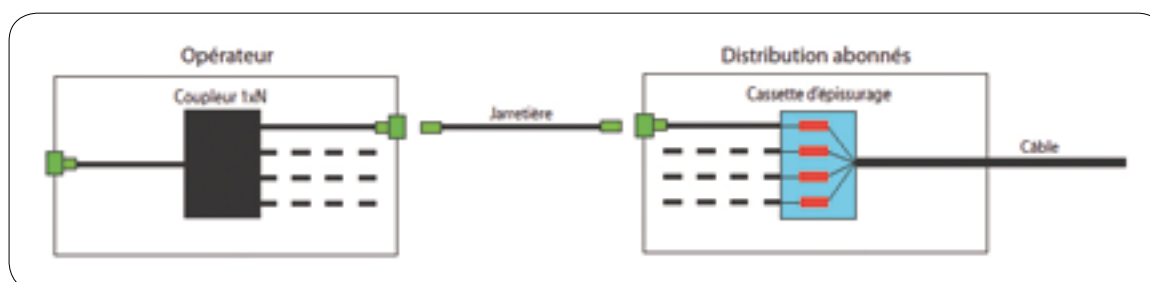 Opérateur
Distribution abonnés
Coupleur 1xN
Cassette d'épissurage
Jarretière
Câble